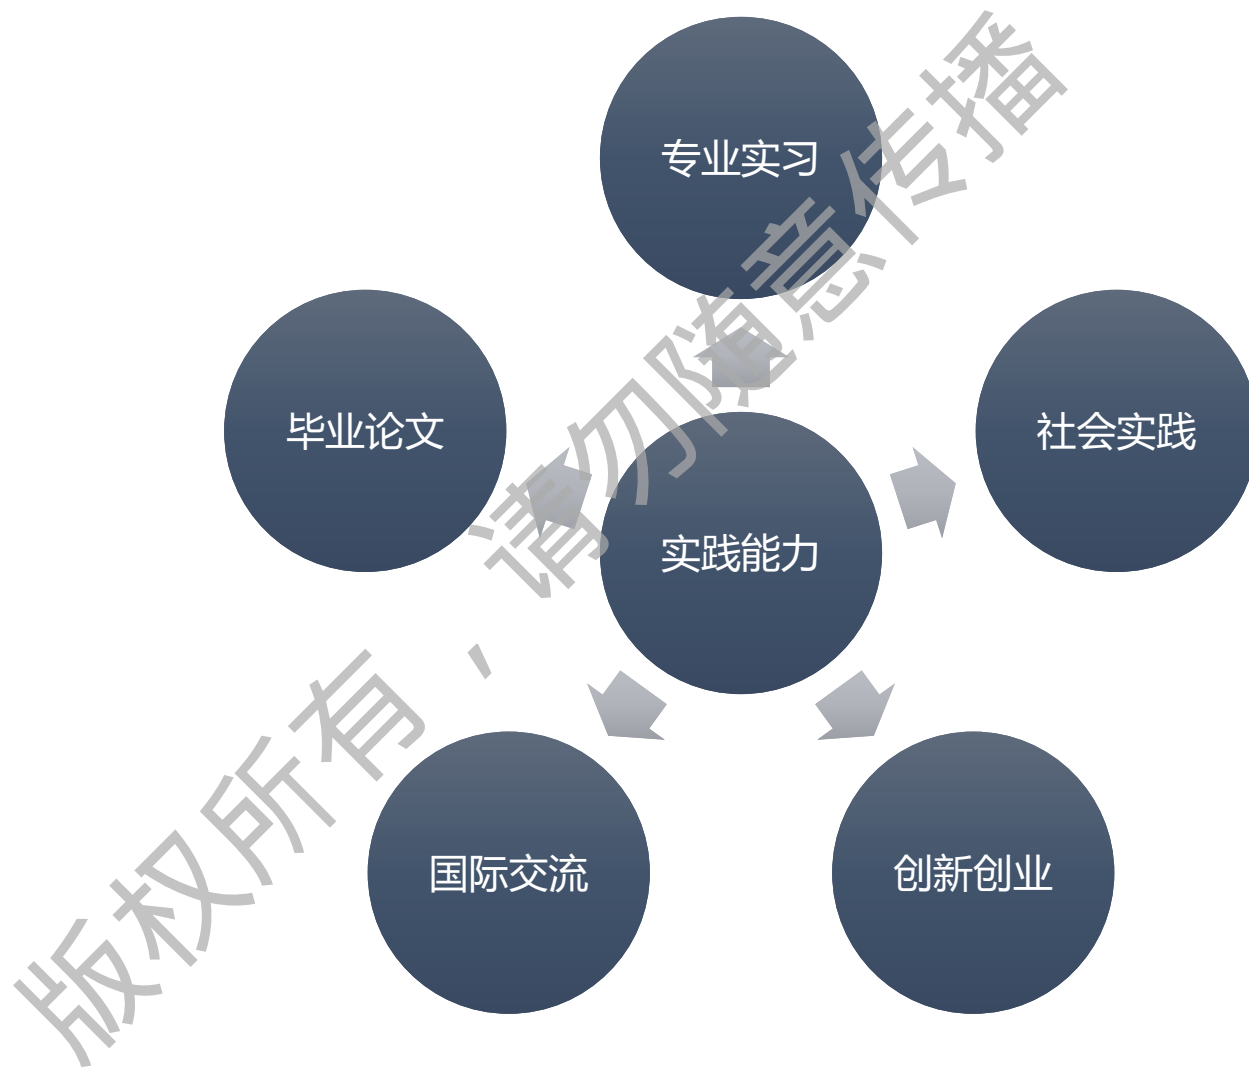 专业实习
毕业论文
社会实践
实践能力
国际交流
创新创业
版权所有，请勿随意传播